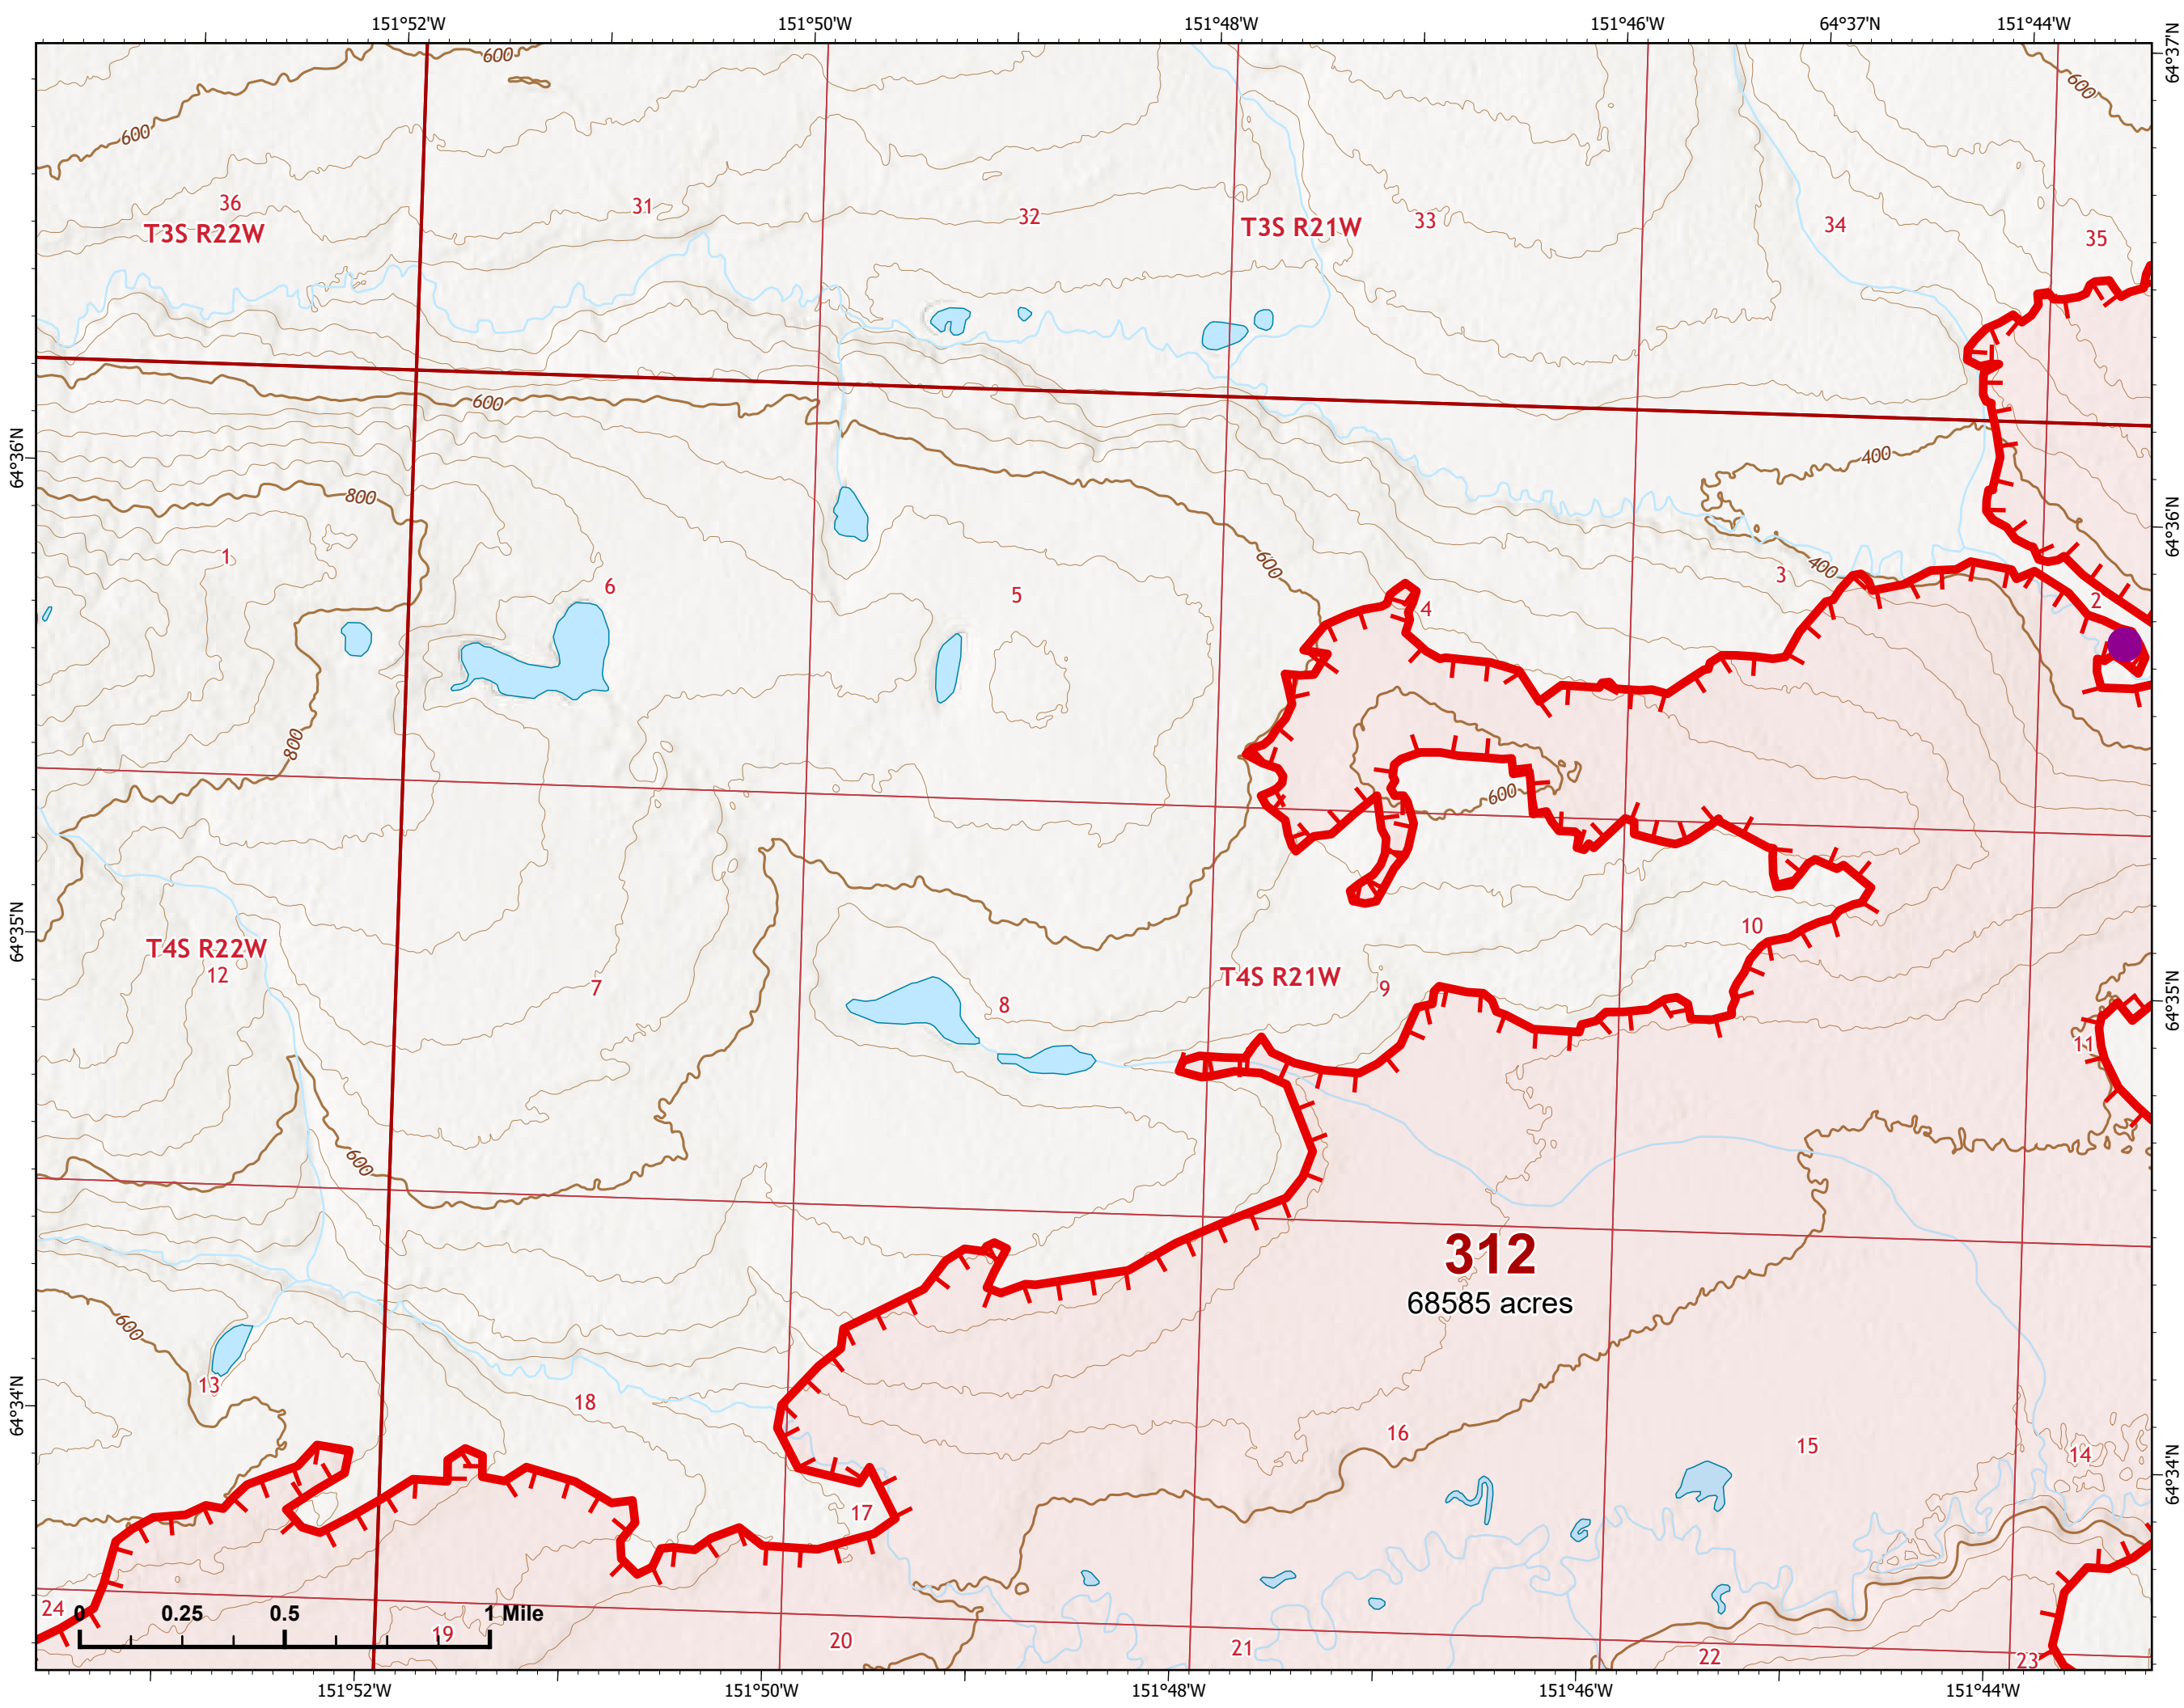 151°52'W 151°50'W 151°48'W 151°46'W 64°37'N 151°44'W
64°37'N
600
600
600
36 31 32 33 34 35
T3S R22W T3S R21W
600
400
64°36'N
800
64°36'N
1 6 5 600 4 3 400 2
800
600
64°35'N
T4S R22W T4S R21W 10
12 7 8 9
64°35'N
11
600
312
68585 acres
600
13 18 16 15 14
64°34'N
64°34'N
17
24 0 0.25 0.5 1 Mile
19 20 21 22 23
151°52'W 151°50'W 151°48'W 151°46'W 151°44'W